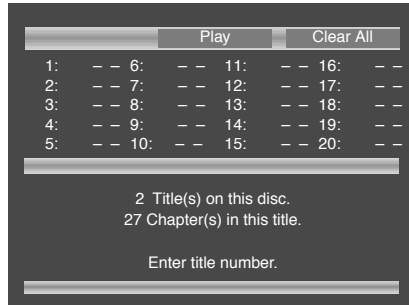 Play Clear All
1: – – 6: – – 11: – – 16: – –
2: – – 7: – – 12: – – 17: – –
3: – – 8: – – 13: – – 18: – –
4: – – 9: – – 14: – – 19: – –
5: – – 10: – – 15: – – 20: – –
2 Title(s) on this disc.
27 Chapter(s) in this title.
Enter title number.